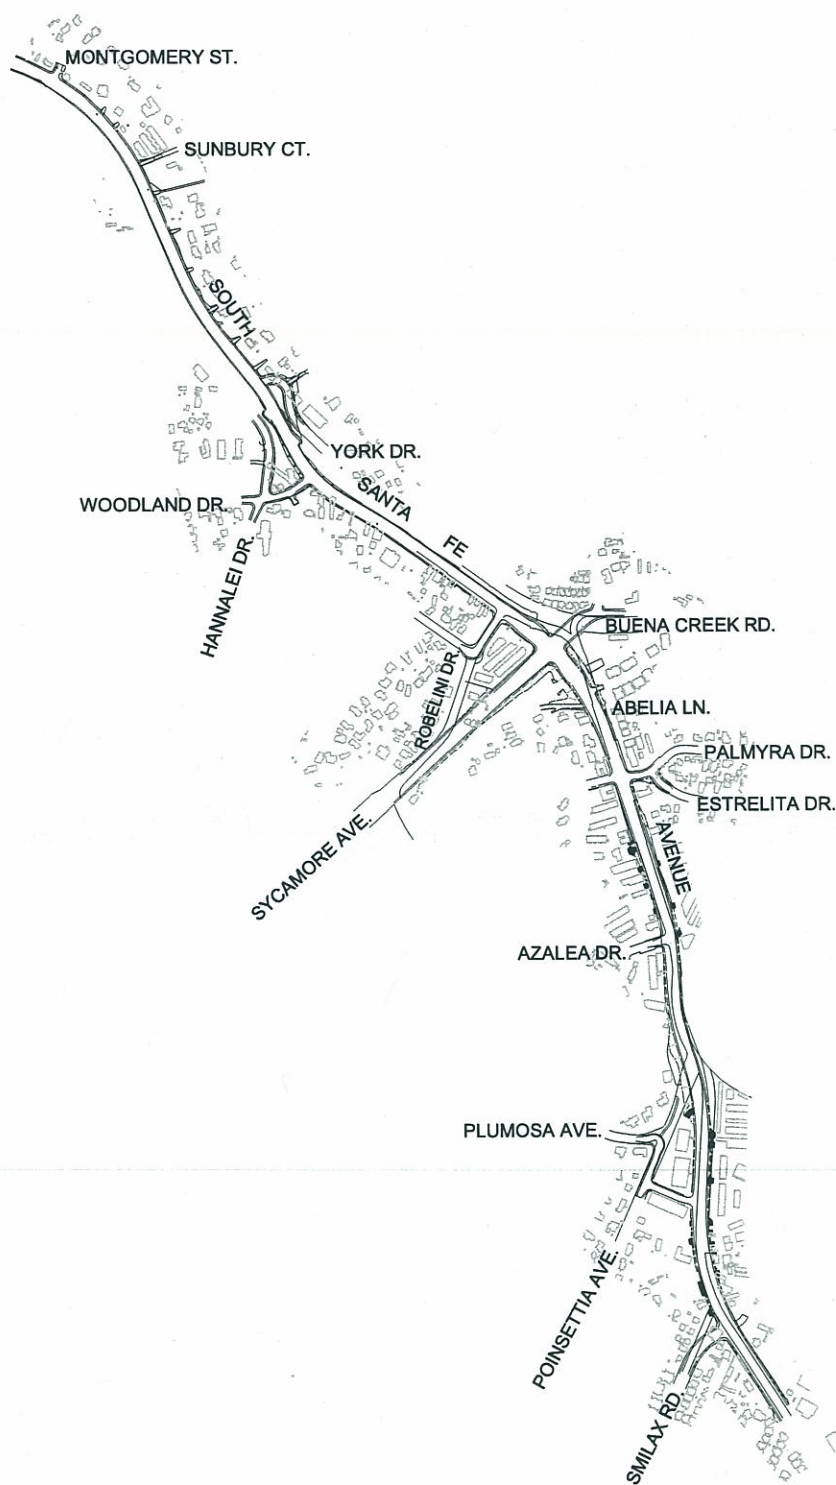 MONTGOMERY ST.
SUNBURY CT.
SOUTH
YORK DR.
SANTA
WOODLAND DR.
FE
HANNALEI DR.
BUENA CREEK RD.
ROBELINI DR.
ABELIA LN.
PALMYRA DR.
ESTRELITA DR.
SYCAMORE AVE.
AVENUE
AZALEA DR.
PLUMOSA AVE.
POINSETTIA AVE.
SMILAX RD.